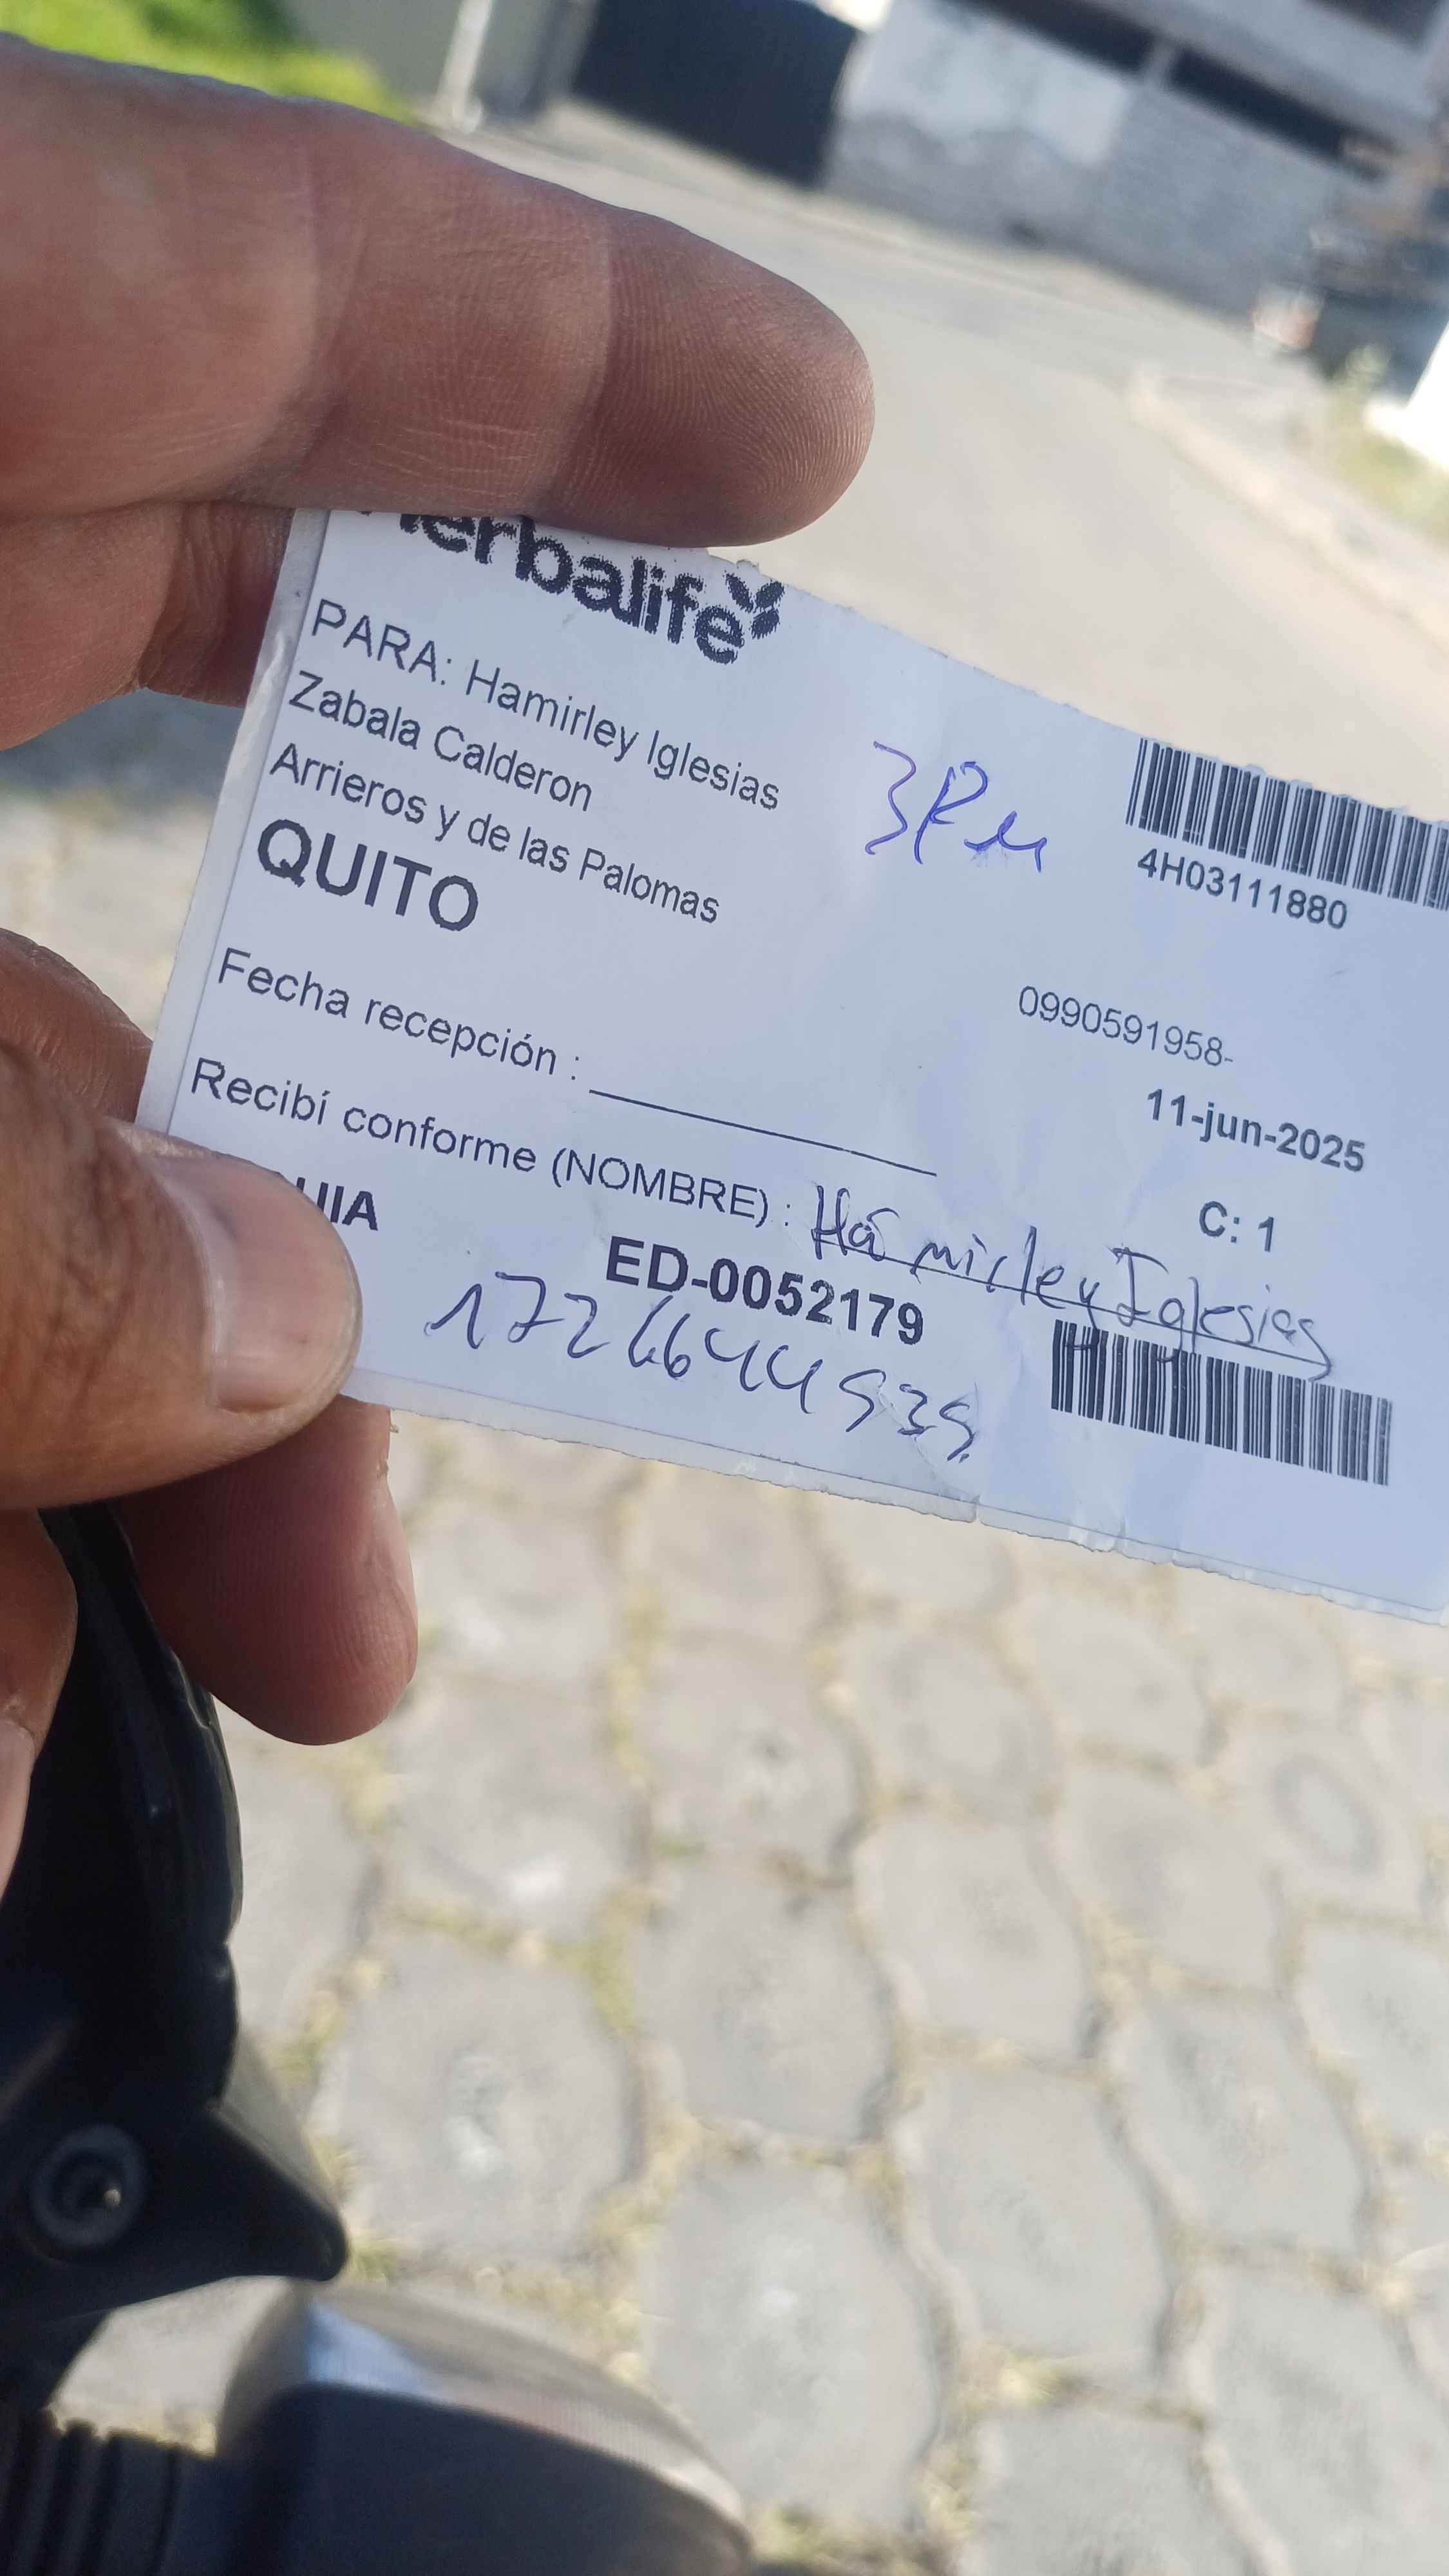 Herbalife
PARA: Hamirley Iglesias
Zabala Calderon
Arrieros y de las Palomas
QUITO
3PM
4H03111880
0990591958-
11-jun-2025
C: 1
Fecha recepción :
Recibí conforme (NOMBRE) : Hamirley Iglesias
ED-0052179